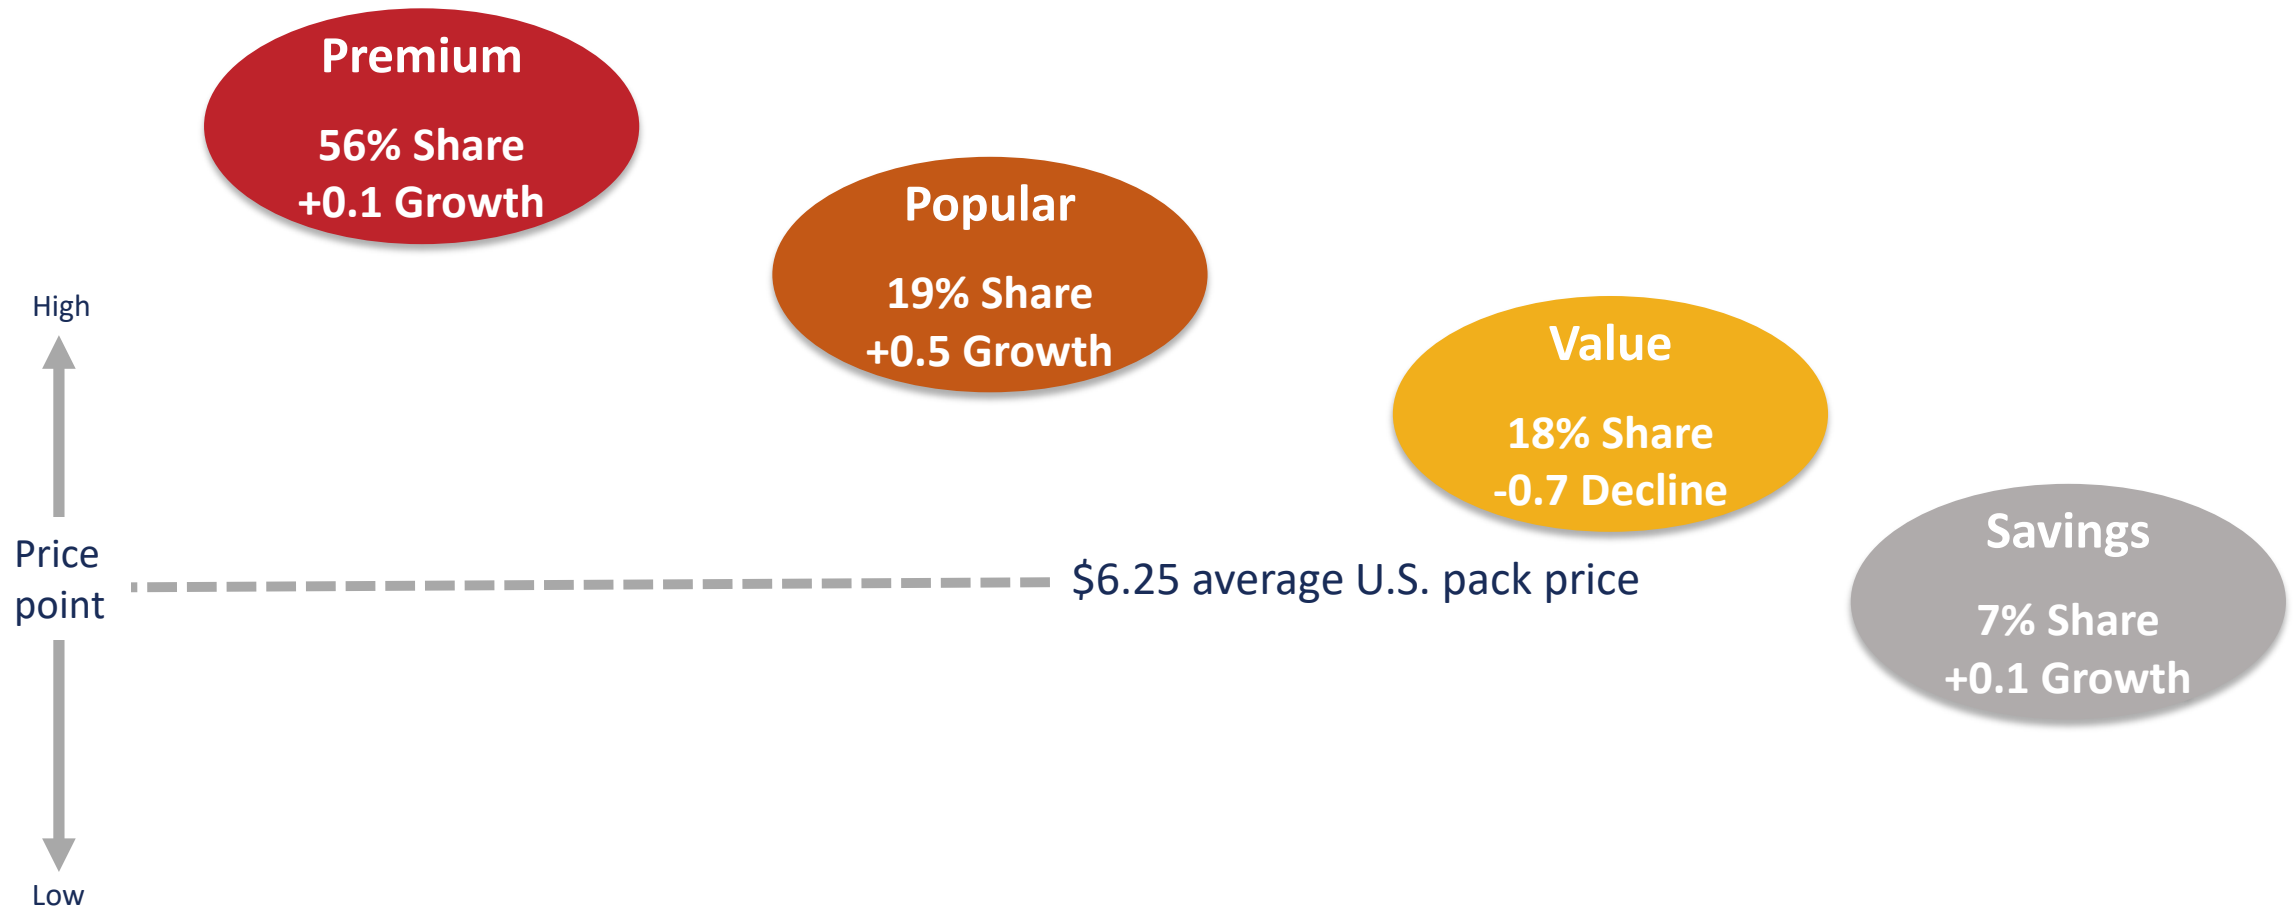 Premium
56% Share
+0.1 Growth
Popular
19% Share
+0.5 Growth
High
Value
18% Share
-0.7 Decline
Savings
7% Share
+0.1 Growth
Price
point
$6.25 average U.S. pack price
Low